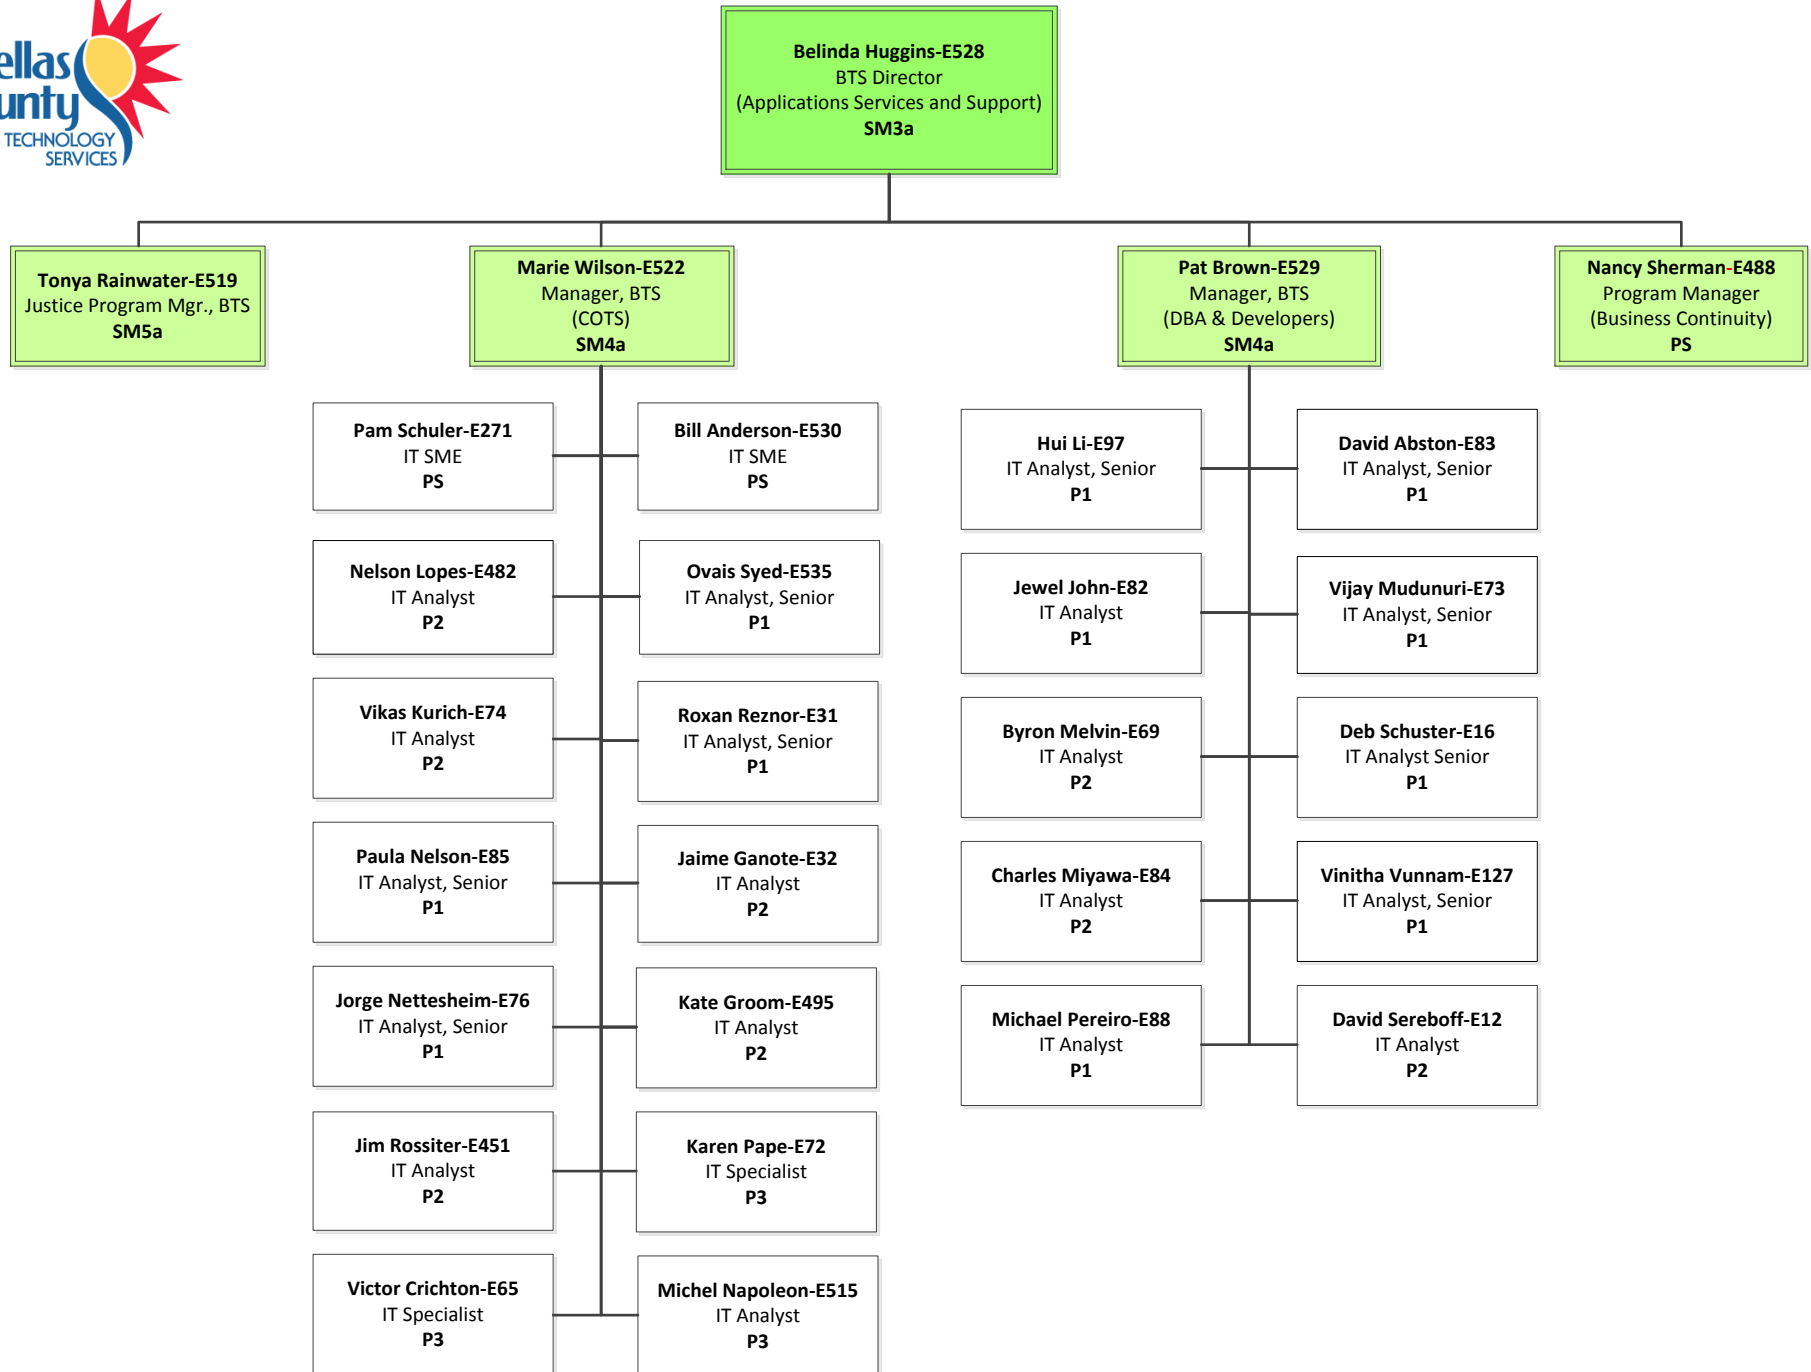 ellas
unty
TECHNOLOGY
SERVICES
Belinda Huggins-E528
BTS Director
(Applications Services and Support)
SM3a
Tonya Rainwater-E519
Justice Program Mgr., BTS
SM5a
Marie Wilson-E522
Manager, BTS
(COTS)
SM4a
Pat Brown-E529
Manager, BTS
(DBA & Developers)
SM4a
Nancy Sherman-E488
Program Manager
(Business Continuity)
PS
Pam Schuler-E271
IT SME
PS
Bill Anderson-E530
IT SME
PS
Hui Li-E97
IT Analyst, Senior
P1
David Abston-E83
IT Analyst, Senior
P1
Nelson Lopes-E482
IT Analyst
P2
Ovais Syed-E535
IT Analyst, Senior
P1
Jewel John-E82
IT Analyst
P1
Vijay Mudunuri-E73
IT Analyst, Senior
P1
Vikas Kurich-E74
IT Analyst
P2
Roxan Reznor-E31
IT Analyst, Senior
P1
Byron Melvin-E69
IT Analyst
P2
Deb Schuster-E16
IT Analyst Senior
P1
Paula Nelson-E85
IT Analyst, Senior
P1
Jaime Ganote-E32
IT Analyst
P2
Charles Miyawa-E84
IT Analyst
P2
Vinitha Vunnam-E127
IT Analyst, Senior
P1
Jorge Nettesheim-E76
IT Analyst, Senior
P1
Kate Groom-E495
IT Analyst
P2
Michael Pereiro-E88
IT Analyst
P1
David Sereboff-E12
IT Analyst
P2
Jim Rossiter-E451
IT Analyst
P2
Karen Pape-E72
IT Specialist
P3
Victor Crichton-E65
IT Specialist
P3
Michel Napoleon-E515
IT Analyst
P3